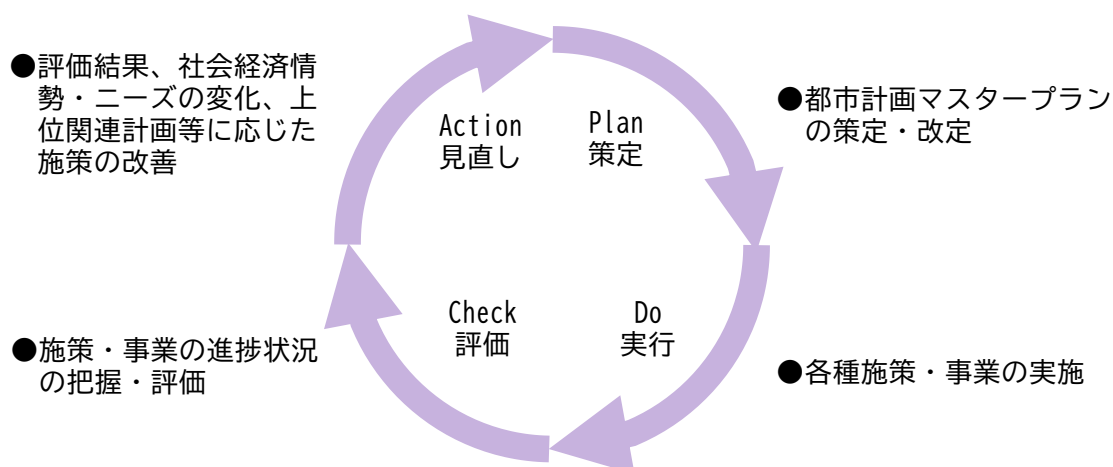 ●評価結果、社会経済情
勢・ニーズの変化、上
位関連計画等に応じた
施策の改善
Action
見直し
Plan
策定
●都市計画マスタープラン
の策定・改定
Check
評価
Do
実行
●施策・事業の進捗状況
の把握・評価
●各種施策・事業の実施